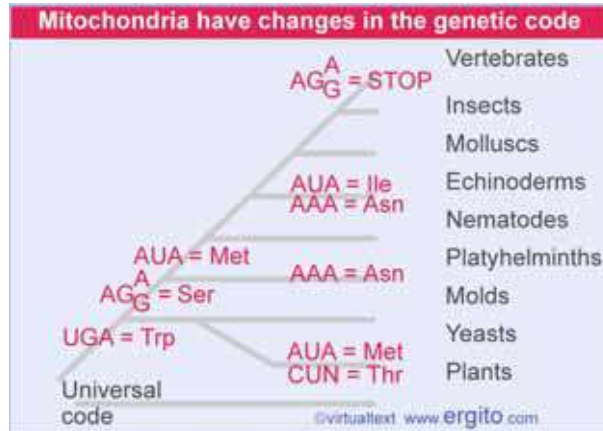 Mitochondria have changes in the genetic code
Vertebrates
AG A G = STOP
Insects
Molluscs
AUA = Ile
Echinoderms
AAA = Asn
Nematodes
AUA = Met
Platyhelminths
AAA = Asn
AG A G = Ser
Molds
UGA = Trp
Yeasts
AUA = Met
CUN = Thr
Plants
Universal
code
©virtualtext www.ergito.com